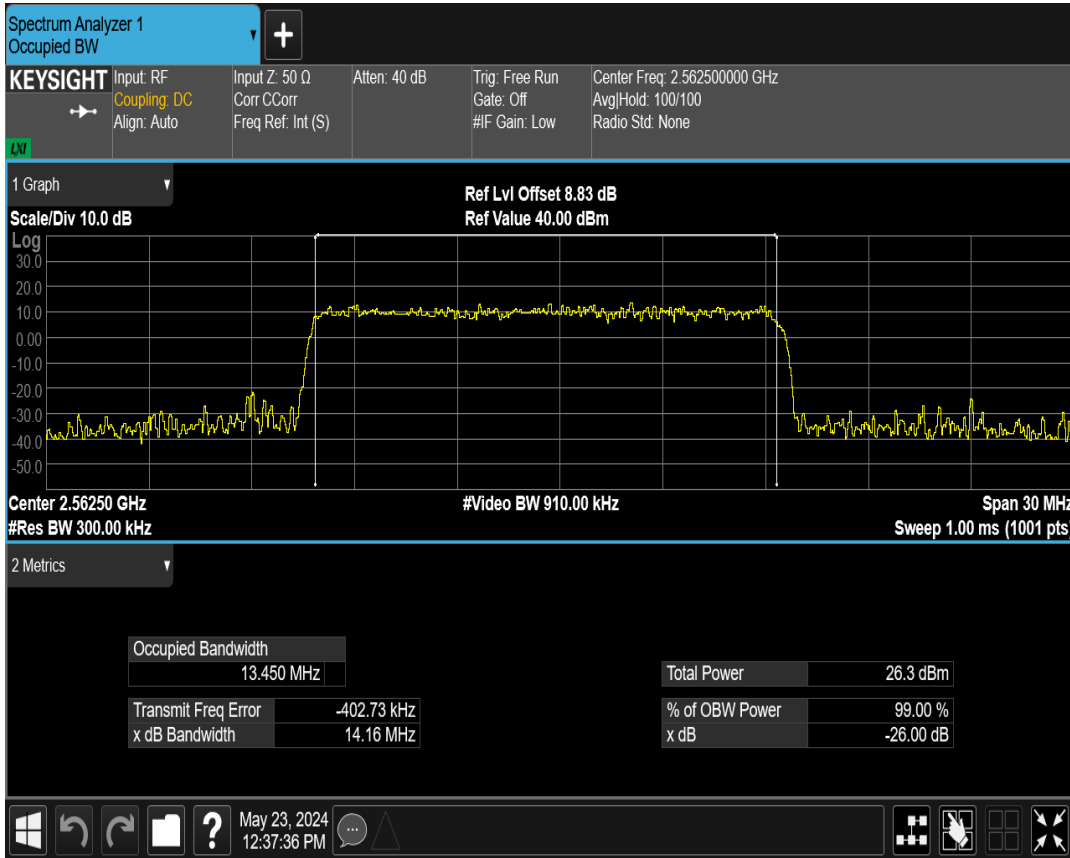 Spectrum Analyzer 1
Occupied BW
+
KEYSIGHT
LXI
Input: RF
Coupling: DC
Align: Auto
Input Z: 50 Ω
Corr CCorr
Freq Ref: Int (S)
Atten: 40 dB
Trig: Free Run
Gate: Off
#IF Gain: Low
Center Freq: 2.562500000 GHz
Avg|Hold: 100/100
Radio Std: None
1 Graph
Scale/Div 10.0 dB
Ref Lvl Offset 8.83 dB
Ref Value 40.00 dBm
Log
30.0
20.0
10.0
0.00
-10.0
-20.0
-30.0
-40.0
-50.0
Center 2.56250 GHz
#Video BW 910.00 kHz
Span 30 MHz
#Res BW 300.00 kHz
Sweep 1.00 ms (1001 pts)
2 Metrics
Occupied Bandwidth
13.450 MHz
Total Power 26.3 dBm
Transmit Freq Error -402.73 kHz
% of OBW Power 99.00 %
x dB Bandwidth 14.16 MHz
x dB -26.00 dB
?
May 23, 2024
12:37:36 PM